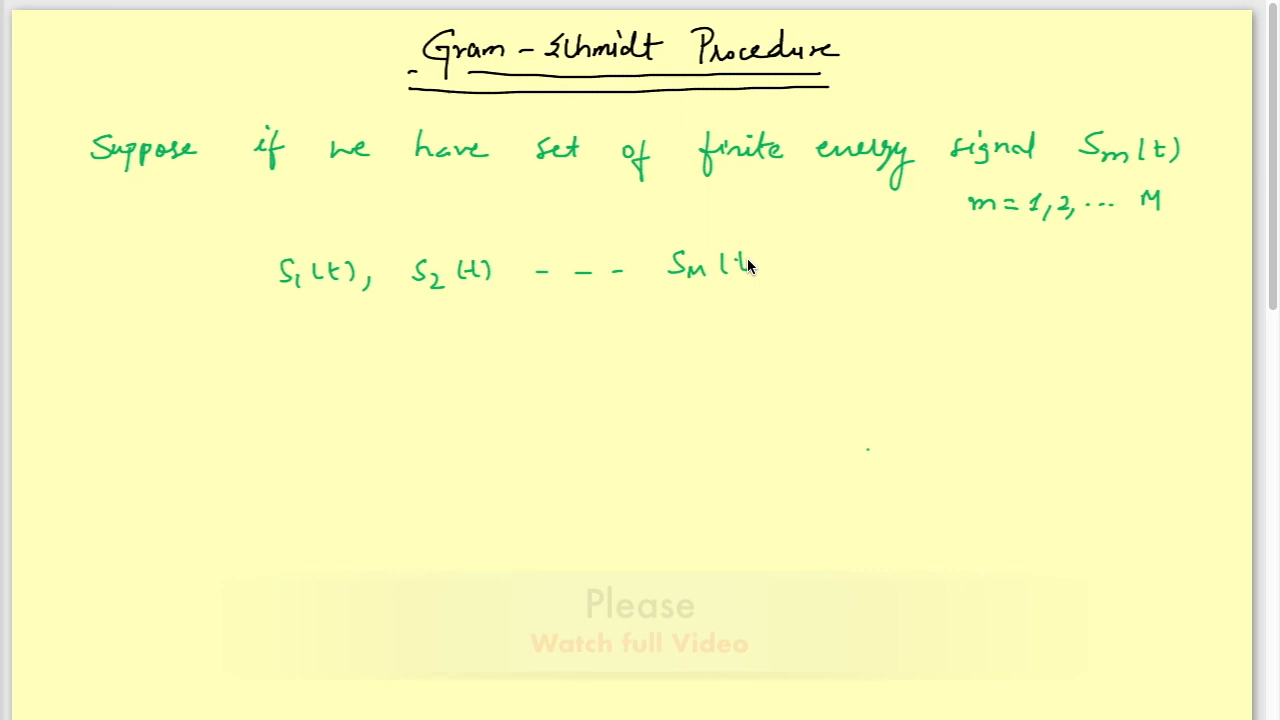 Gram - Schmidt Procedure
Suppose if we have set of finite energy signal Sm(t)
m = 1, 2, ... M
S1(t), S2(t) - - - SM(t
Please
Watch full Video